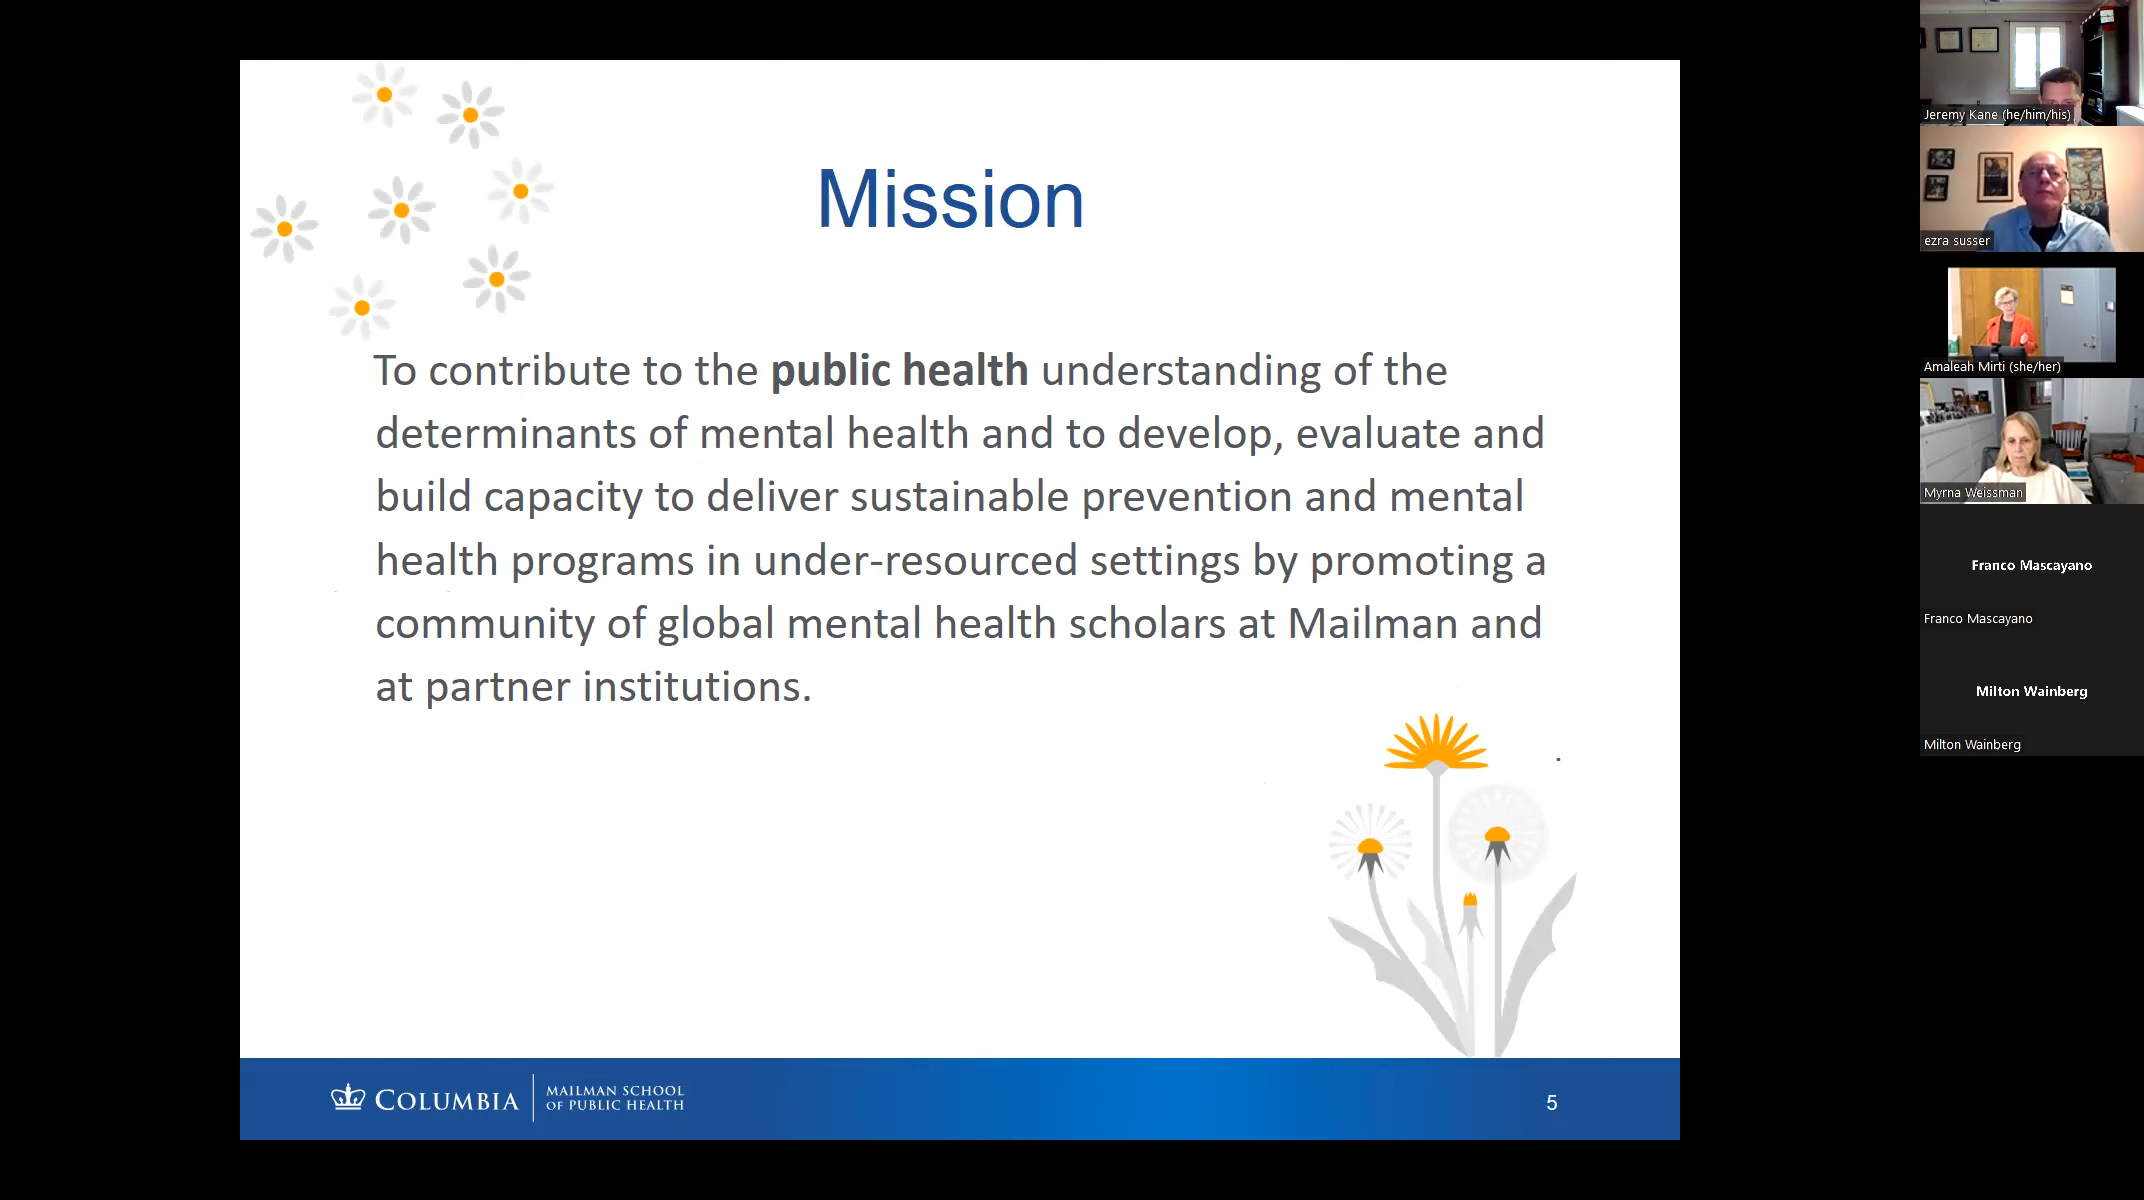 Mission
To contribute to the public health understanding of the
determinants of mental health and to develop, evaluate and
build capacity to deliver sustainable prevention and mental
health programs in under-resourced settings by promoting a
community of global mental health scholars at Mailman and
at partner institutions.
COLUMBIA
MAILMAN SCHOOL
OF PUBLIC HEALTH
5
Jeremy Kane (he/him/his)
ezra susser
Amaleah Mirti (she/her)
Myrna Weissman
Franco Mascayano
Franco Mascayano
Milton Wainberg
Milton Wainberg